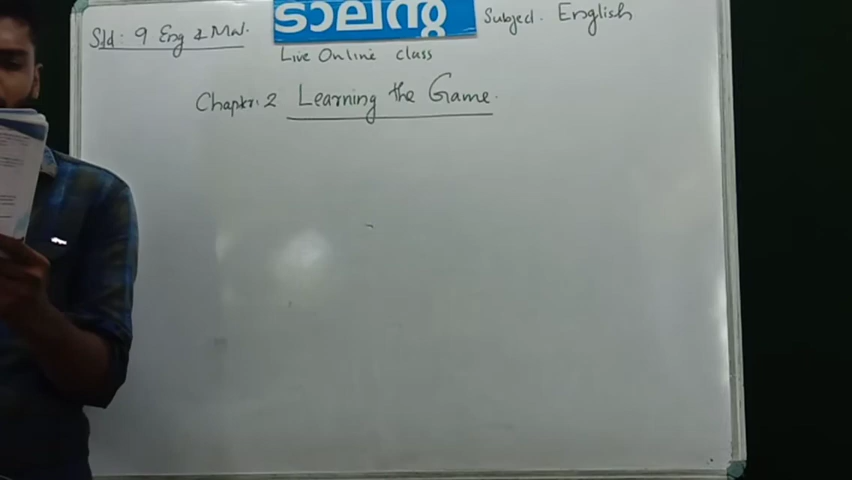 Std: 9 Eng & Mal. Subject. English
Live Online class
Chapter: 2 Learning the Game.